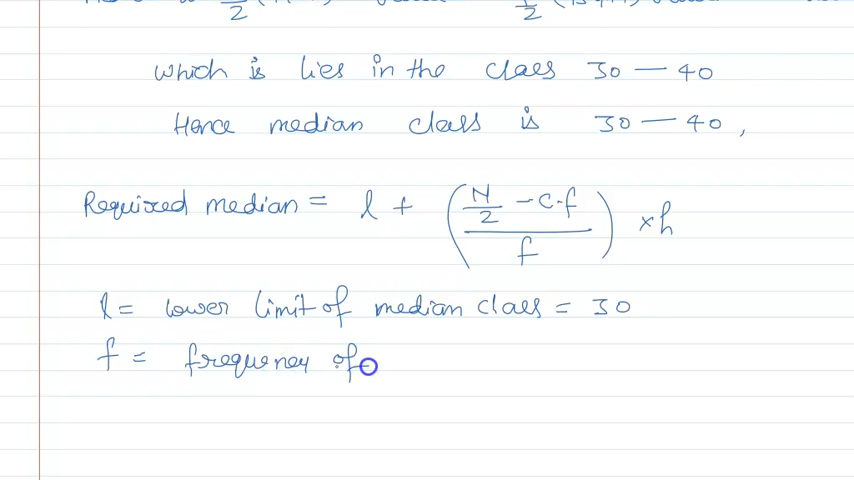 which is lies in the class 30 — 40
Hence median class is 30 — 40,
Required median = l + ( N/2 - c.f / f ) × h
l = lower limit of median class = 30
f = frequency of